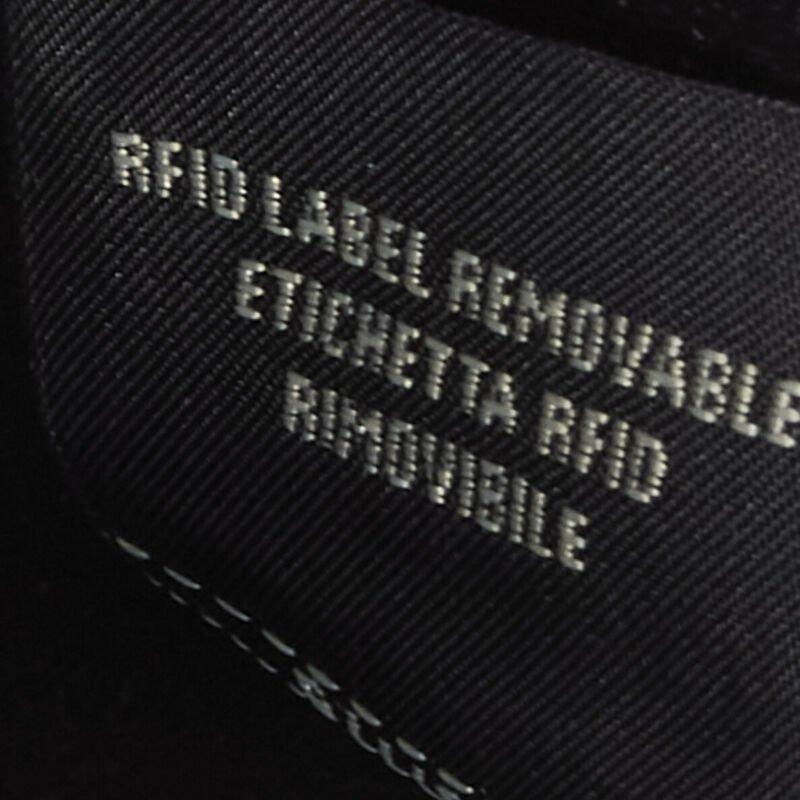 RFID LABEL REMOVABLE
ETICHETTA RFID
RIMOVIBILE